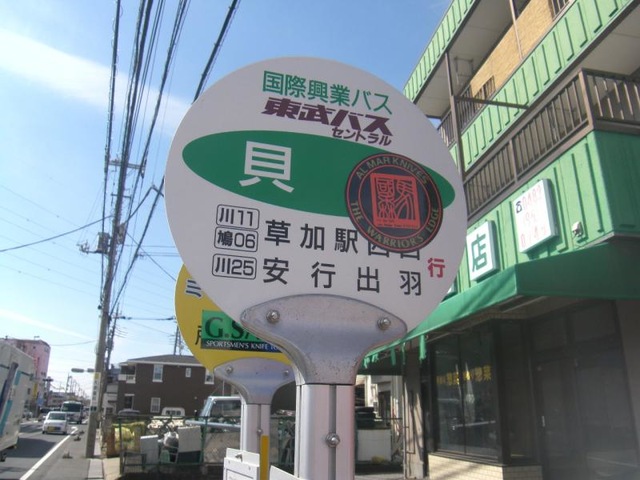 国際興業バス
東武バス
セントラル
貝
AL MAR KNIVES
THE WARRIOR'S EDGE
川11
鳩06
草加駅西口
川25
安行出羽
行
G.S
SPORTSMEN'S KNIFE
店